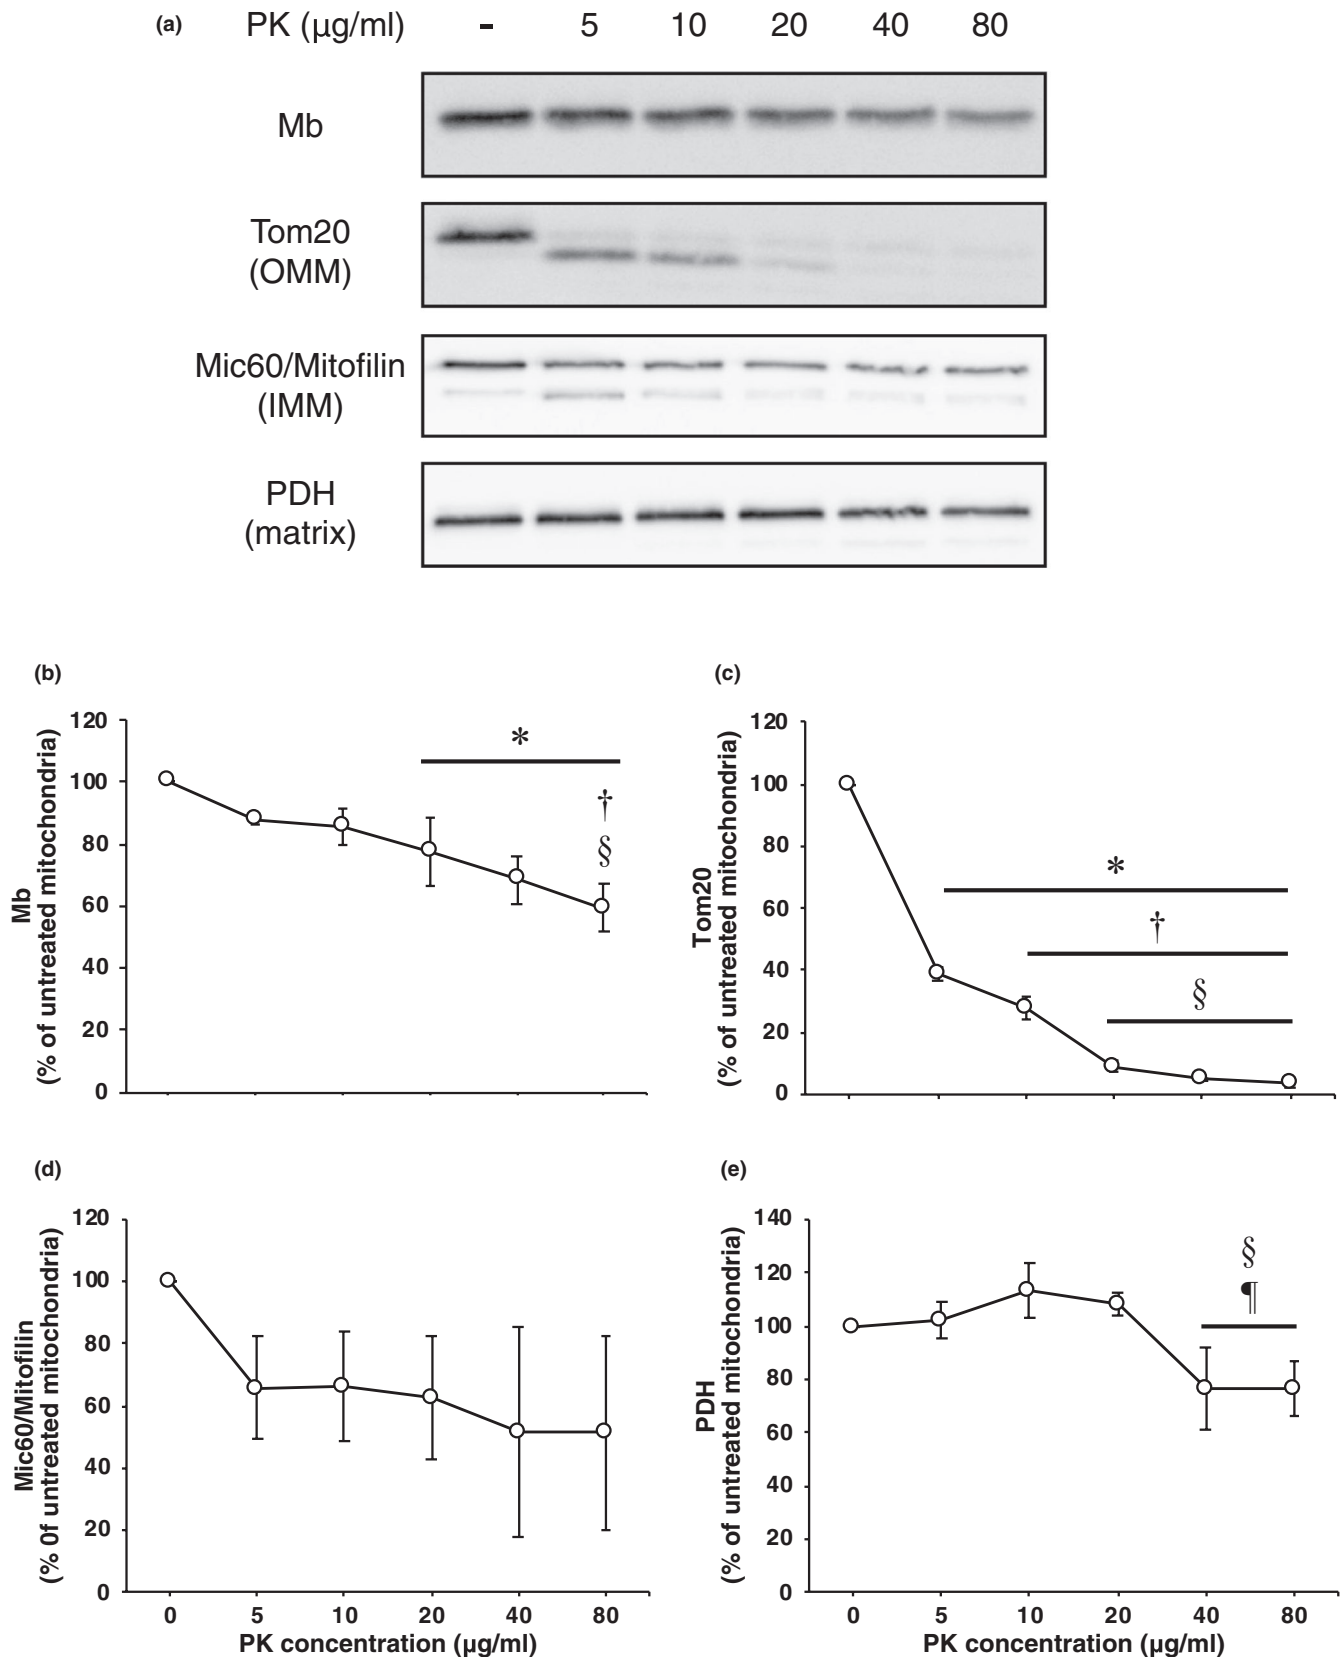 (a) PK (µg/ml) - 5 10 20 40 80
Mb
Tom20
(OMM)
Mic60/Mitofilin
(IMM)
PDH
(matrix)
(b)
Mb
(% of untreated mitochondria)
120
100
80
60
40
20
0
*
†
§
(c)
Tom20
(% of untreated mitochondria)
120
100
80
60
40
20
0
*
†
§
(d)
Mic60/Mitofilin
(% 0f untreated mitochondria)
120
100
80
60
40
20
0
0 5 10 20 40 80
PK concentration (µg/ml)
(e)
PDH
(% of untreated mitochondria)
140
120
100
80
60
40
20
0
§
¶
0 5 10 20 40 80
PK concentration (µg/ml)